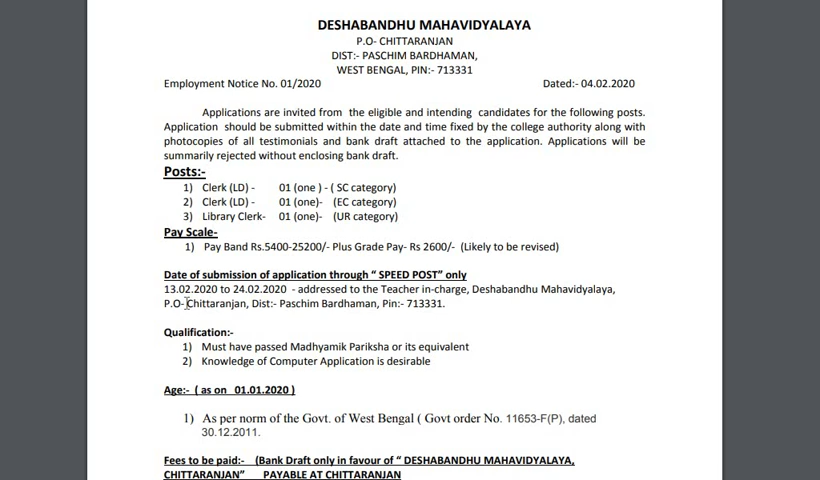 DESHABANDHU MAHAVIDYALAYA
P.O- CHITTARANJAN
DIST:- PASCHIM BARDHAMAN,
WEST BENGAL, PIN:- 713331
Employment Notice No. 01/2020 Dated:- 04.02.2020
Applications are invited from the eligible and intending candidates for the following posts.
Application should be submitted within the date and time fixed by the college authority along with
photocopies of all testimonials and bank draft attached to the application. Applications will be
summarily rejected without enclosing bank draft.
Posts:-
1) Clerk (LD) - 01 (one ) - ( SC category)
2) Clerk (LD) - 01 (one)- (EC category)
3) Library Clerk- 01 (one)- (UR category)
Pay Scale-
1) Pay Band Rs.5400-25200/- Plus Grade Pay- Rs 2600/- (Likely to be revised)
Date of submission of application through “ SPEED POST” only
13.02.2020 to 24.02.2020 - addressed to the Teacher in-charge, Deshabandhu Mahavidyalaya,
P.O- Chittaranjan, Dist:- Paschim Bardhaman, Pin:- 713331.
Qualification:-
1) Must have passed Madhyamik Pariksha or its equivalent
2) Knowledge of Computer Application is desirable
Age:- ( as on 01.01.2020 )
1) As per norm of the Govt. of West Bengal ( Govt order No. 11653-F(P), dated
30.12.2011.
Fees to be paid:- (Bank Draft only in favour of “ DESHABANDHU MAHAVIDYALAYA,
CHITTARANJAN” PAYABLE AT CHITTARANJAN